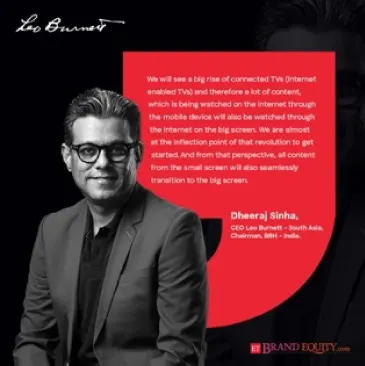 Leo Burnett
We will see a big rise of connected TVs (Internet
enabled TVs) and therefore a lot of content,
which is being watched on the internet through
the mobile device will also be watched through
the internet on the big screen. We are almost
at the inflection point of that revolution to get
started. And from that perspective, all content
from the small screen will also seamlessly
transition to the big screen.
Dheeraj Sinha,
CEO Leo Burnett - South Asia,
Chairman, BBH - India.
ET BRAND EQUITY.com